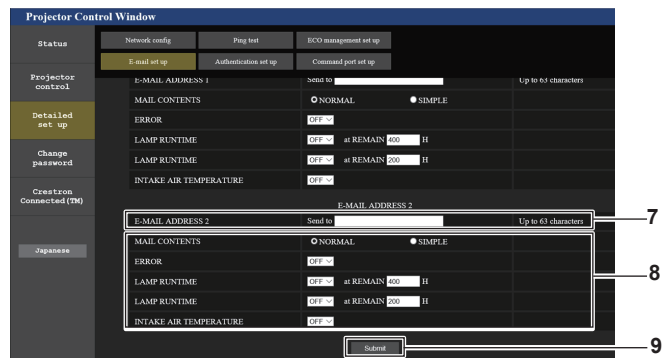 Projector Control Window
Status
Network config Ping test ECO management set up
E-mail set up Authentication set up Command port set up
Projector control
Detailed set up
Change password
Crestron Connected(TM)
Japanese
E-MAIL ADDRESS 1 Send to Up to 63 characters
MAIL CONTENTS NORMAL SIMPLE
ERROR OFF
LAMP RUNTIME OFF at REMAIN 400 H
LAMP RUNTIME OFF at REMAIN 200 H
INTAKE AIR TEMPERATURE OFF
E-MAIL ADDRESS 2
E-MAIL ADDRESS 2 Send to Up to 63 characters 7
MAIL CONTENTS NORMAL SIMPLE
ERROR OFF
8
LAMP RUNTIME OFF at REMAIN 400 H
LAMP RUNTIME OFF at REMAIN 200 H
INTAKE AIR TEMPERATURE OFF
Submit 9